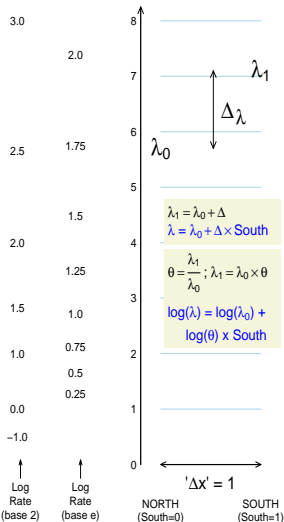 3.0
2.5
2.0
1.5
1.0
0.0
−1.0
Log
Rate
(base 2)
2.0
1.75
1.5
1.25
1.0
0.75
0.5
0.25
Log
Rate
(base e)
8
7
6
5
4
3
2
1
0
λ₁
Δ_λ
λ₀
λ₁ = λ₀ + Δ
λ = λ₀ + Δ × South
θ = λ₁/λ₀ ; λ₁ = λ₀ × θ
log(λ) = log(λ₀) +
log(θ) x South
'Δx' = 1
NORTH
(South=0)
SOUTH
(South=1)